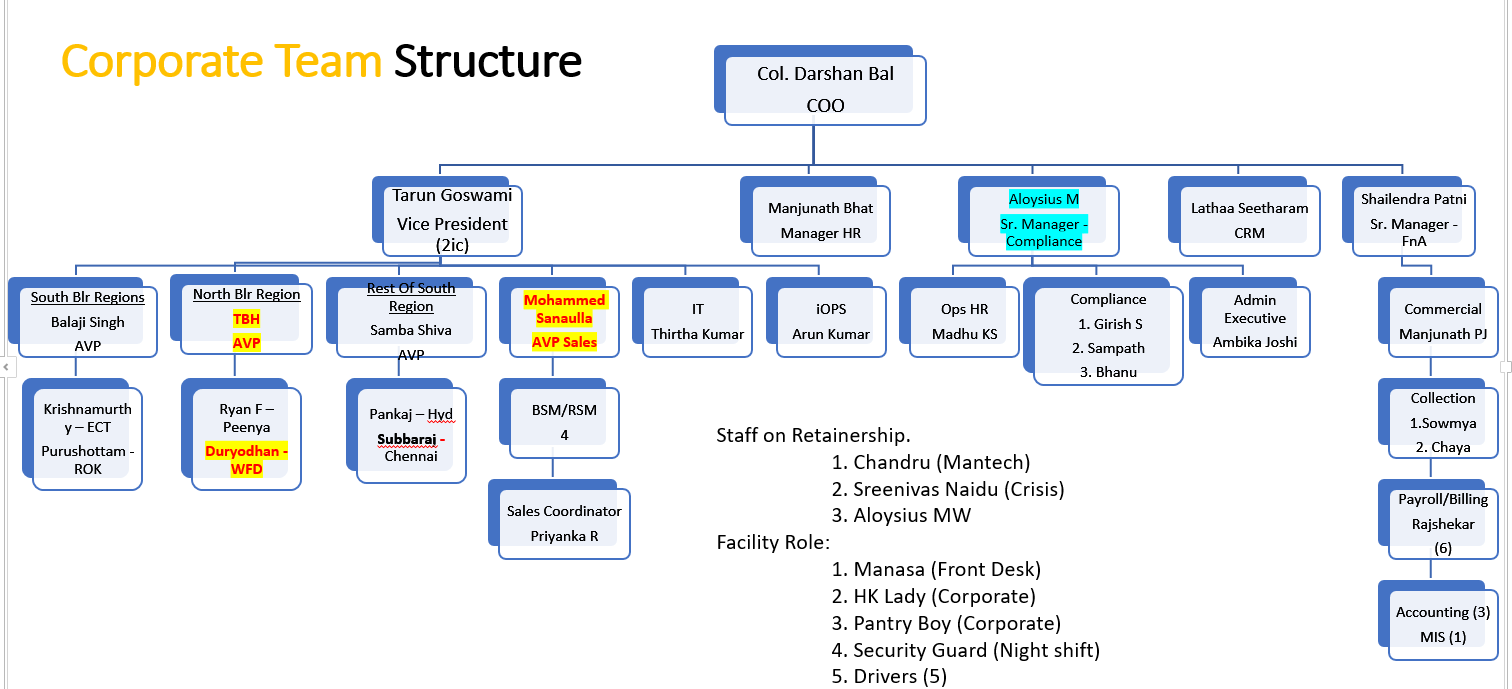 Corporate Team Structure
Col. Darshan Bal
COO
Tarun Goswami
Vice President
(2ic)
Manjunath Bhat
Manager HR
Aloysius M
Sr. Manager -
Compliance
Lathaa Seetharam
CRM
Shailendra Patni
Sr. Manager -
FnA
South Blr Regions
Balaji Singh
AVP
North Blr Region
TBH
AVP
Rest Of South
Region
Samba Shiva
AVP
Mohammed
Sanaulla
AVP Sales
IT
Thirtha Kumar
iOPS
Arun Kumar
Ops HR
Madhu KS
Compliance
1. Girish S
2. Sampath
3. Bhanu
Admin
Executive
Ambika Joshi
Commercial
Manjunath PJ
Krishnamurth
y – ECT
Purushottam -
ROK
Ryan F –
Peenya
Duryodhan -
WFD
Pankaj – Hyd
Subbaraj -
Chennai
BSM/RSM
4
Collection
1.Sowmya
2. Chaya
Sales Coordinator
Priyanka R
Payroll/Billing
Rajshekar
(6)
Accounting (3)
MIS (1)
Staff on Retainership.
1. Chandru (Mantech)
2. Sreenivas Naidu (Crisis)
3. Aloysius MW
Facility Role:
1. Manasa (Front Desk)
2. HK Lady (Corporate)
3. Pantry Boy (Corporate)
4. Security Guard (Night shift)
5. Drivers (5)